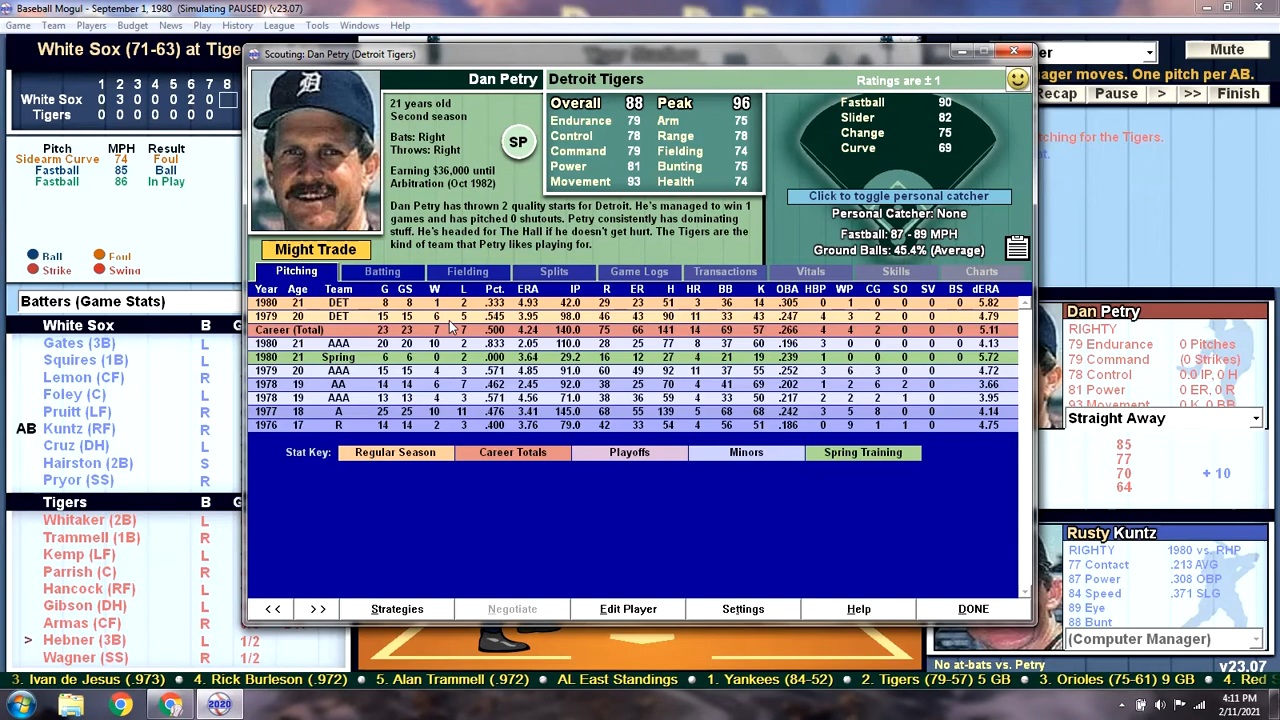 Baseball Mogul - September 1, 1980 (Simulating PAUSED) (v23.07)
Game Team Players Budget News Play History League Tools Windows Help
White Sox (71-63) at Tige
1 2 3 4 5 6 7 8
White Sox 0 3 0 0 0 2 0
Tigers 0 0 0 0 0 0 0
Pitch MPH Result
Sidearm Curve 74 Foul
Fastball 85 Ball
Fastball 86 In Play
Ball Foul
Strike Swing
Batters (Game Stats)
White Sox B G
Gates (3B) L
Squires (1B) L
Lemon (CF) R
Foley (C) L
Pruitt (LF) R
AB Kuntz (RF) R
Cruz (DH) L
Hairston (2B) S
Pryor (SS) R
Tigers B G
Whitaker (2B) L
Trammell (1B) R
Kemp (LF) L
Parrish (C) R
Hancock (RF) L
Gibson (DH) L
Armas (CF) R
> Hebner (3B) L 1/2
Wagner (SS) R 1/2
Scouting: Dan Petry (Detroit Tigers)
Dan Petry
21 years old
Second season
Bats: Right
Throws: Right
Earning $36,000 until
Arbitration (Oct 1982)
SP
Detroit Tigers
Overall 88 Peak 96
Endurance 79 Arm 75
Control 78 Range 78
Command 79 Fielding 74
Power 81 Bunting 75
Movement 93 Health 74
Ratings are ± 1
Fastball 90
Slider 82
Change 75
Curve 69
Click to toggle personal catcher
Personal Catcher: None
Fastball: 87 - 89 MPH
Ground Balls: 45.4% (Average)
Dan Petry has thrown 2 quality starts for Detroit. He's managed to win 1
games and has pitched 0 shutouts. Petry consistently has dominating
stuff. He's headed for The Hall if he doesn't get hurt. The Tigers are the
kind of team that Petry likes playing for.
Might Trade
Pitching Batting Fielding Splits Game Logs Transactions Vitals Skills Charts
Year Age Team G GS W L Pct. ERA IP R ER H HR BB K OBA HBP WP CG SO SV BS dERA
1980 21 DET 8 8 1 2 .333 4.93 42.0 29 23 51 3 36 14 .305 0 1 0 0 0 0 5.82
1979 20 DET 15 15 6 5 .545 3.95 98.0 46 43 90 11 33 43 .247 4 3 2 0 0 0 4.79
Career (Total) 23 23 7 7 .500 4.24 140.0 75 66 141 14 69 57 .266 4 4 2 0 0 0 5.11
1980 21 AAA 20 20 10 2 .833 2.05 110.0 28 25 77 8 37 60 .196 3 1 0 0 0 0 4.13
1980 21 Spring 6 6 0 2 .000 3.64 29.2 16 12 27 4 21 19 .239 1 0 0 0 0 0 5.72
1979 20 AAA 15 15 4 3 .571 4.85 91.0 60 49 92 11 37 55 .252 3 6 3 0 0 0 4.72
1978 19 AA 14 14 6 7 .462 2.45 92.0 38 25 70 4 41 69 .202 1 2 6 2 0 0 3.66
1978 19 AAA 13 13 4 3 .571 4.56 71.0 38 36 59 4 33 50 .217 2 2 2 1 0 0 3.95
1977 18 A 25 25 10 11 .476 3.41 145.0 68 55 139 5 68 68 .242 3 5 8 0 0 0 4.14
1976 17 R 14 14 2 3 .400 3.76 79.0 42 33 54 4 56 51 .186 0 9 1 1 0 0 4.75
Stat Key: Regular Season Career Totals Playoffs Minors Spring Training
<< >> Strategies Negotiate Edit Player Settings Help DONE
er Mute
nager moves. One pitch per AB.
Recap Pause > >> Finish
tching for the Tigers.
Dan Petry
RIGHTY
79 Endurance 0 Pitches
79 Command (0 Strikes)
78 Control 0.0 IP, 0 H
81 Power 0 ER, 0 R
93 Movement 0 K, 0 BB
Straight Away
85
77
70
64
+ 10
Rusty Kuntz
RIGHTY 1980 vs. RHP
77 Contact .213 AVG
87 Power .308 OBP
84 Speed .371 SLG
89 Eye
88 Bunt
(Computer Manager)
No at-bats vs. Petry v23.07
3. Ivan de Jesus (.973) 4. Rick Burleson (.972) 5. Alan Trammell (.972) AL East Standings 1. Yankees (84-52) 2. Tigers (79-57) 5 GB 3. Orioles (75-61) 9 GB 4. Red S
2020
4:11 PM
2/11/2021